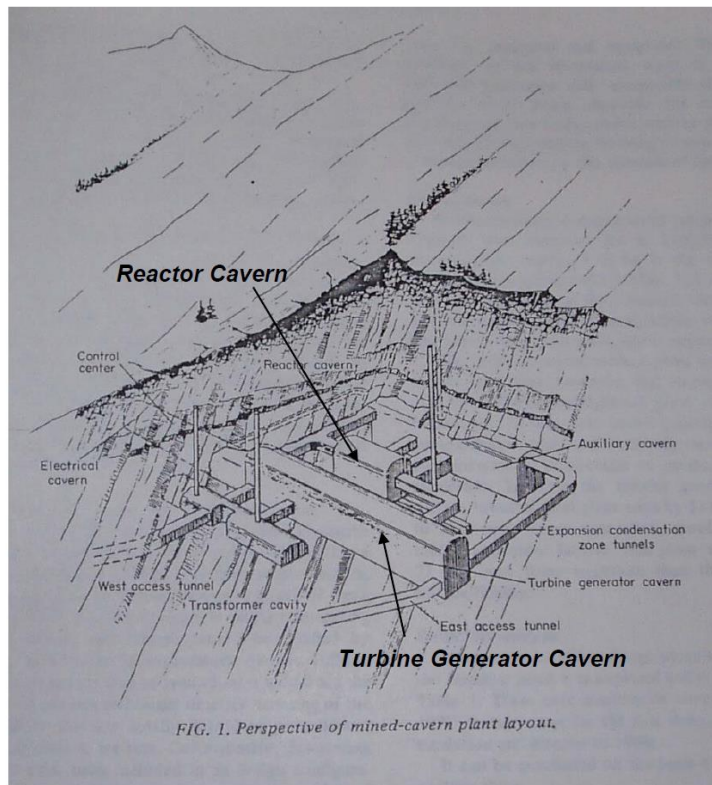 Reactor Cavern
Control
center
Reactor cavern
Auxiliary cavern
Electrical
cavern
Expansion condensation
zone tunnels
West access tunnel
Turbine generator cavern
Transformer cavity
East access tunnel
Turbine Generator Cavern
FIG. 1. Perspective of mined-cavern plant layout.